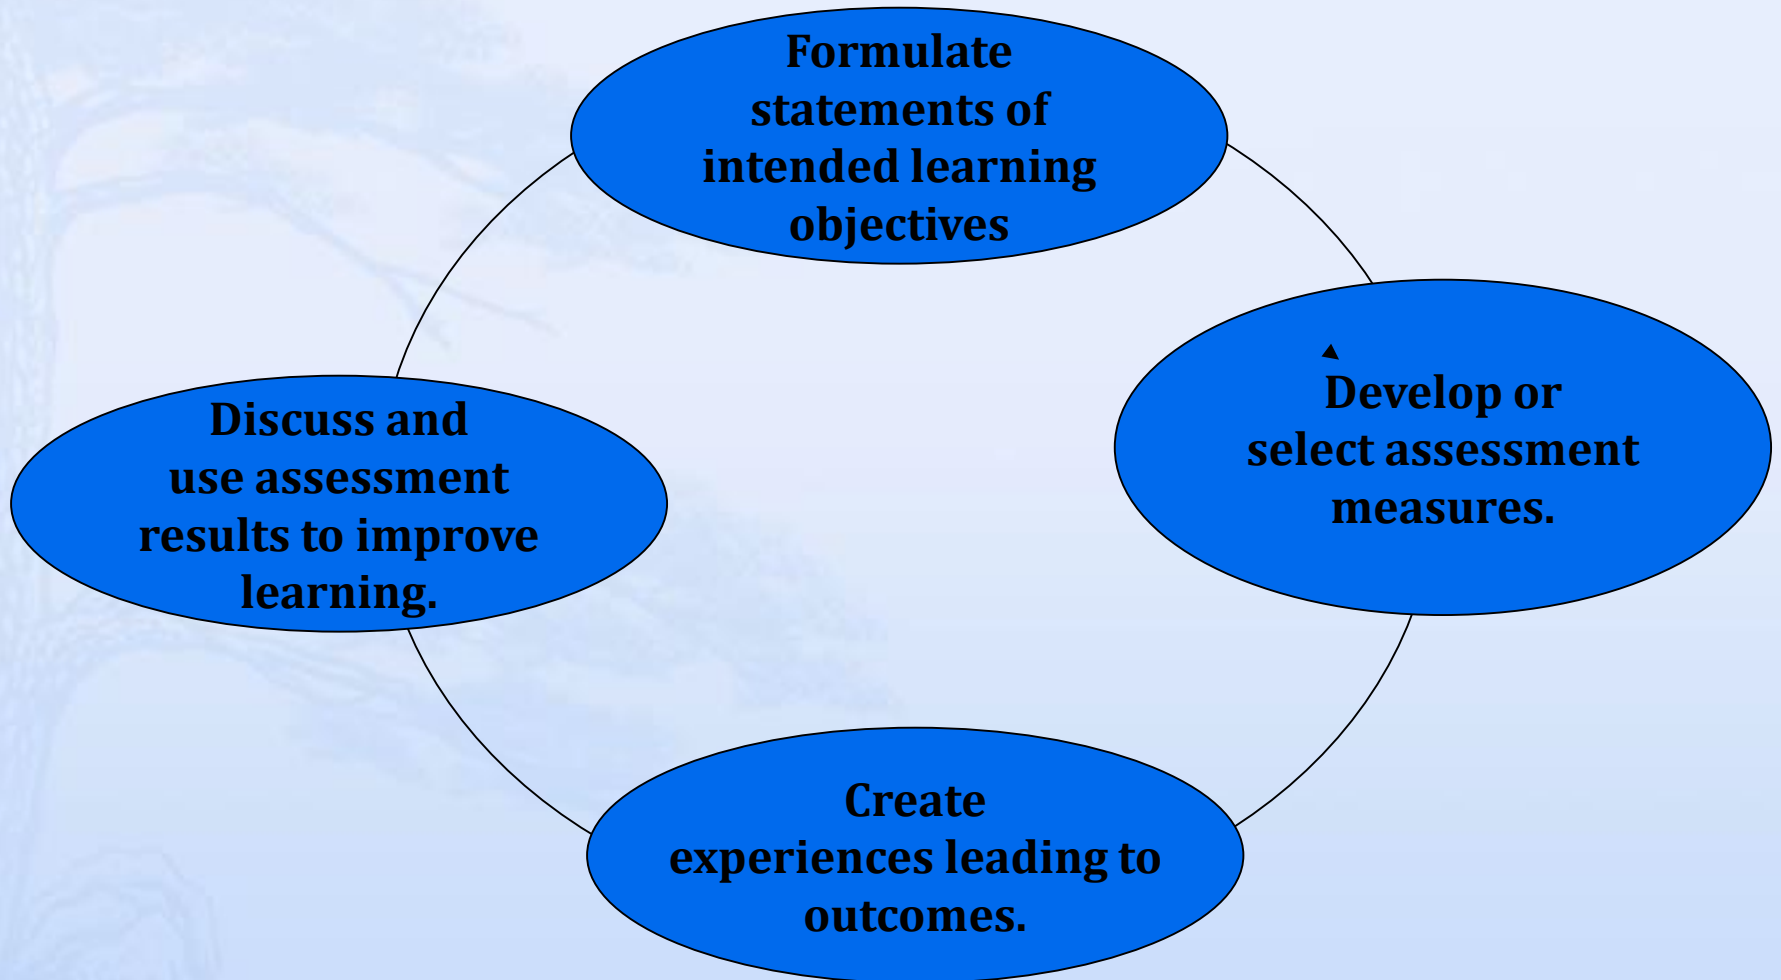 Formulate
statements of
intended learning
objectives
Develop or
select assessment
measures.
Create
experiences leading to
outcomes.
Discuss and
use assessment
results to improve
learning.